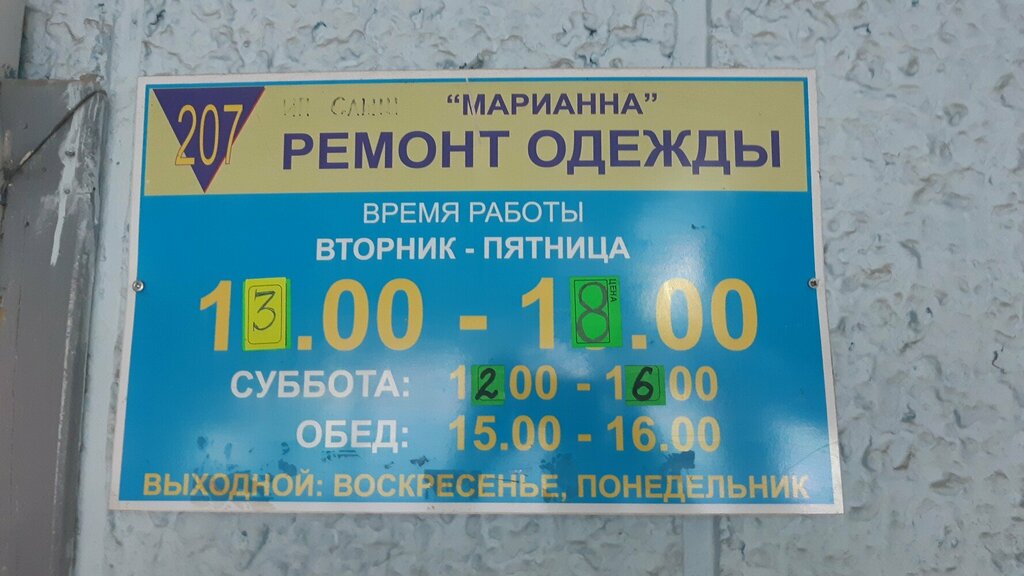 207
"МАРИАННА"
РЕМОНТ ОДЕЖДЫ
ВРЕМЯ РАБОТЫ
ВТОРНИК - ПЯТНИЦА
13.00 - 18.00
ЦЕНА
СУББОТА: 12 00 - 16 00
ОБЕД: 15.00 - 16.00
ВЫХОДНОЙ: ВОСКРЕСЕНЬЕ, ПОНЕДЕЛЬНИК